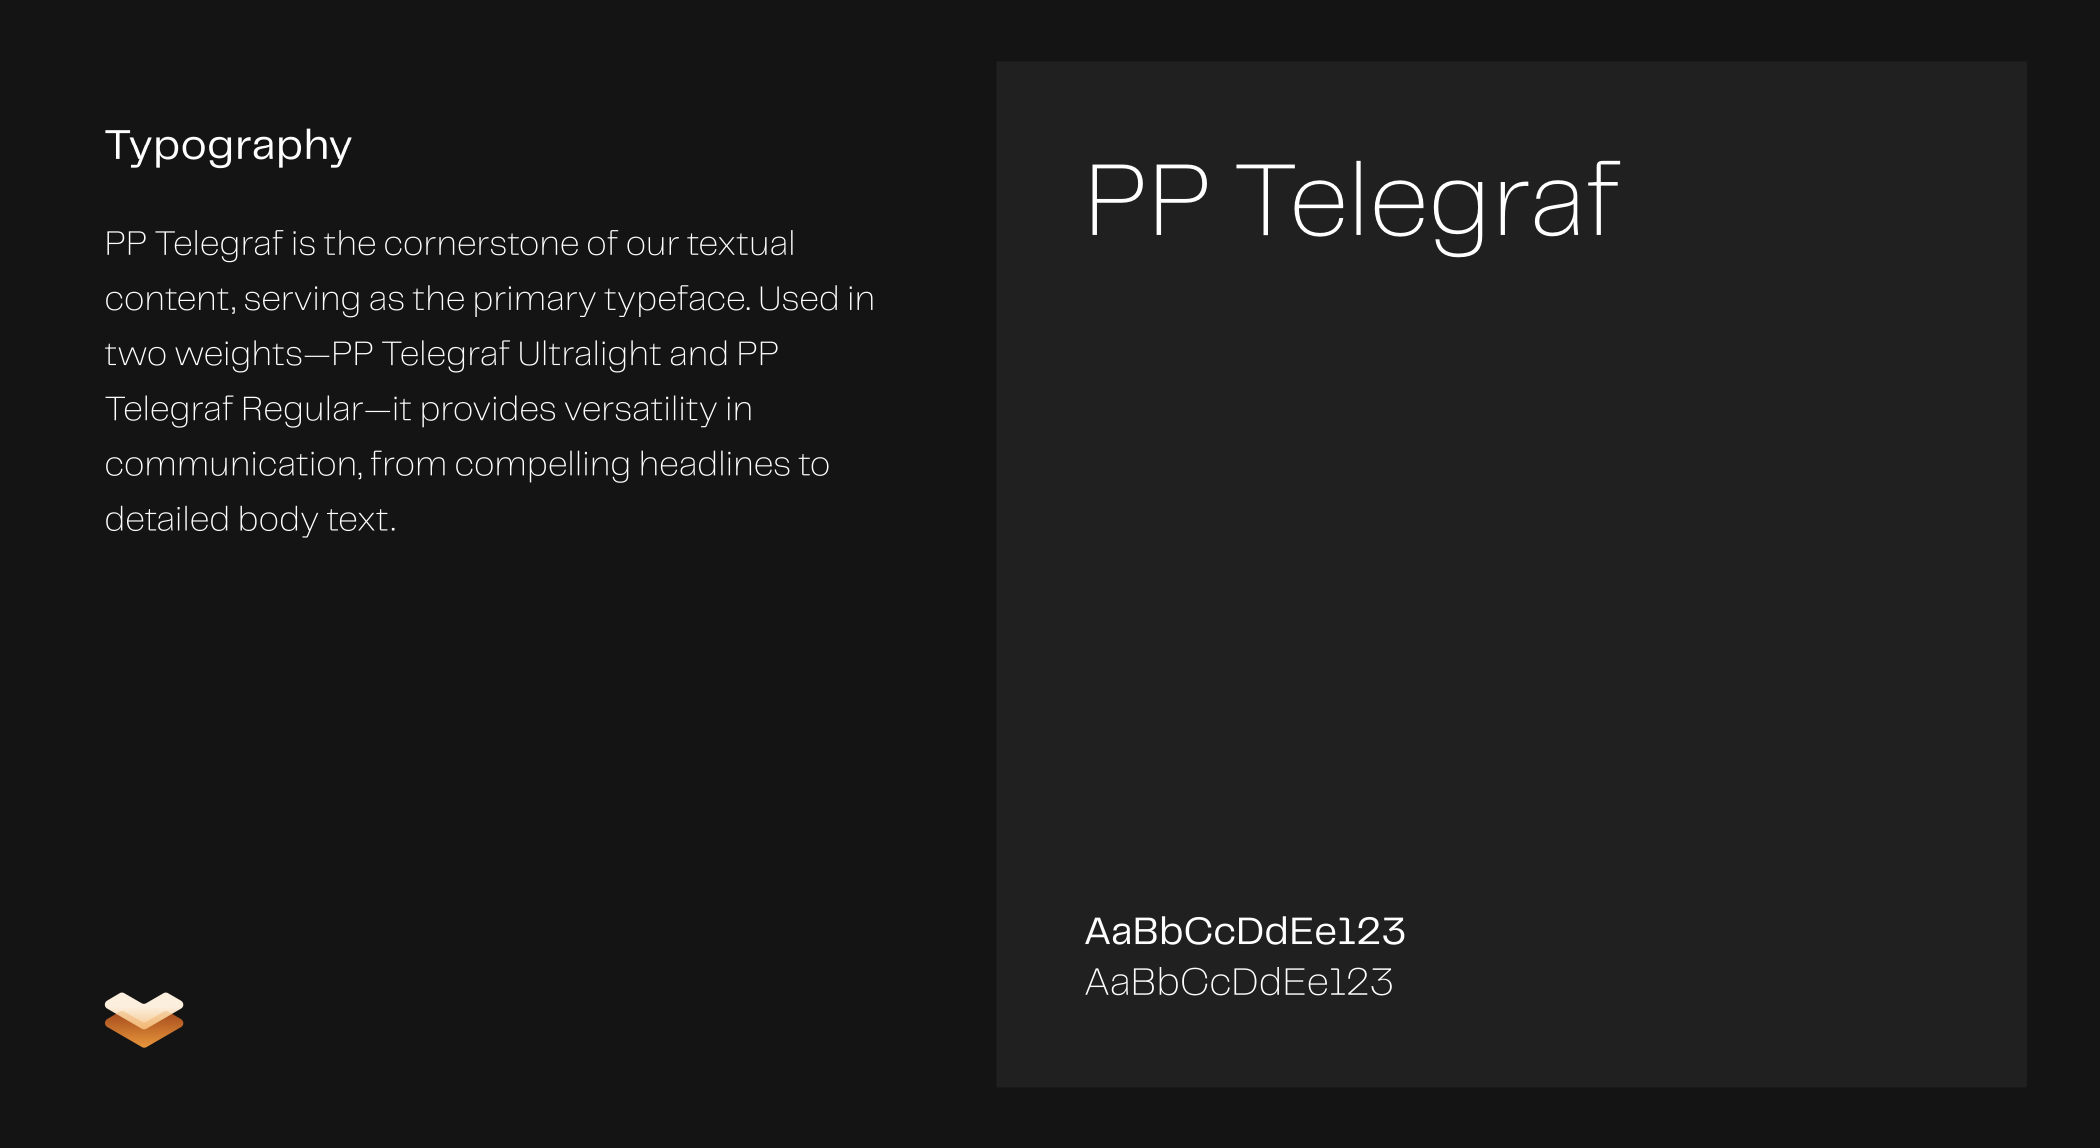 Typography
PP Telegraf is the cornerstone of our textual
content, serving as the primary typeface. Used in
two weights—PP Telegraf Ultralight and PP
Telegraf Regular—it provides versatility in
communication, from compelling headlines to
detailed body text.
PP Telegraf
AaBbCcDdEe123
AaBbCcDdEe123